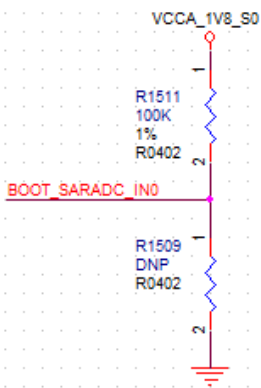 VCCA_1V8_S0
1
R1511
100K
1%
R0402
2
BOOT_SARADC_IN0
1
R1509
DNP
R0402
2